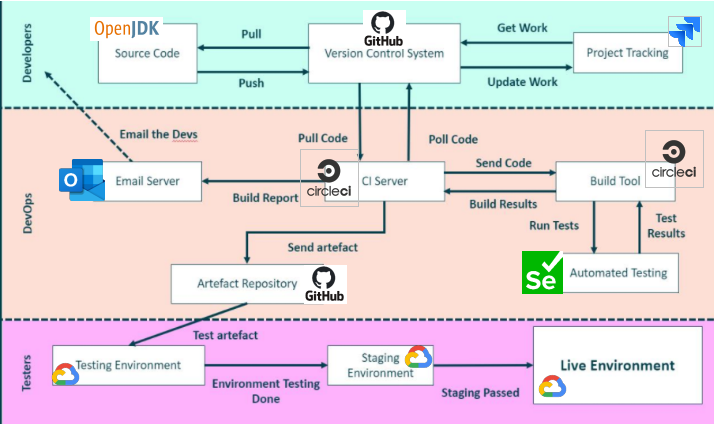 OpenJDK
Source Code
Pull
Push
GitHub
Version Control System
Get Work
Update Work
Project Tracking
Developers
Email the Devs
Pull Code
Poll Code
Email Server
Build Report
circleci
CI Server
Send Code
Build Results
Build Tool
circleci
DevOps
Run Tests
Test
Results
Send artefact
Artefact Repository
GitHub
Se
Automated Testing
Test artefact
Testers
Testing Environment
Environment Testing
Done
Staging
Environment
Staging Passed
Live Environment